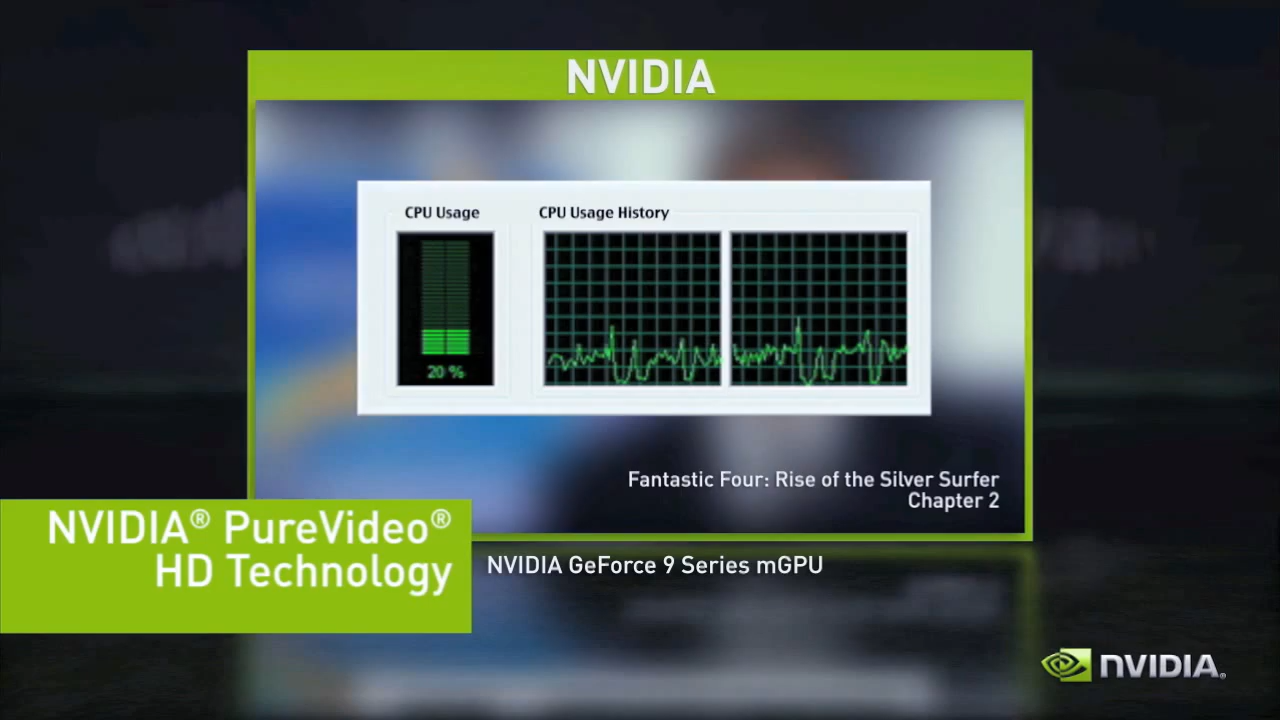 NVIDIA
CPU Usage
CPU Usage History
20 %
Fantastic Four: Rise of the Silver Surfer
Chapter 2
NVIDIA® PureVideo®
HD Technology
NVIDIA GeForce 9 Series mGPU
NVIDIA.